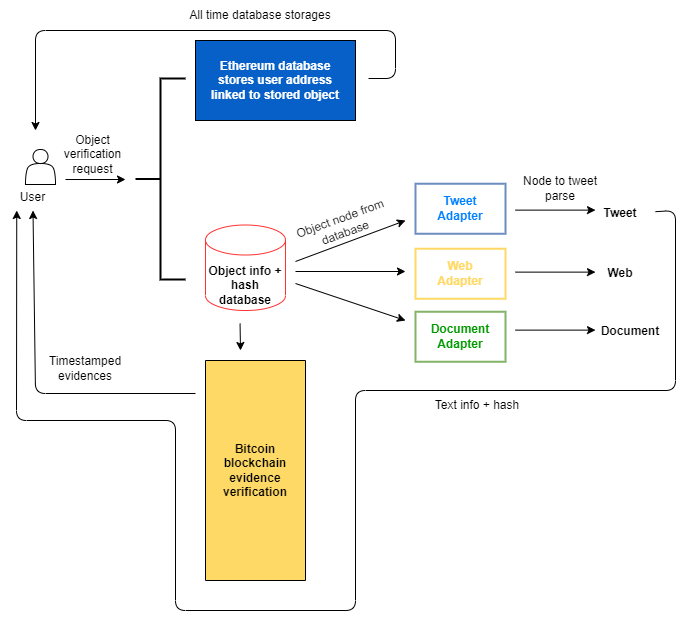 All time database storages
Ethereum database
stores user address
linked to stored object
Object
verification
request
User
Object node from
database
Tweet
Adapter
Node to tweet
parse
Tweet
Object info +
hash
database
Web
Adapter
Web
Document
Adapter
Document
Timestamped
evidences
Text info + hash
Bitcoin
blockchain
evidence
verification